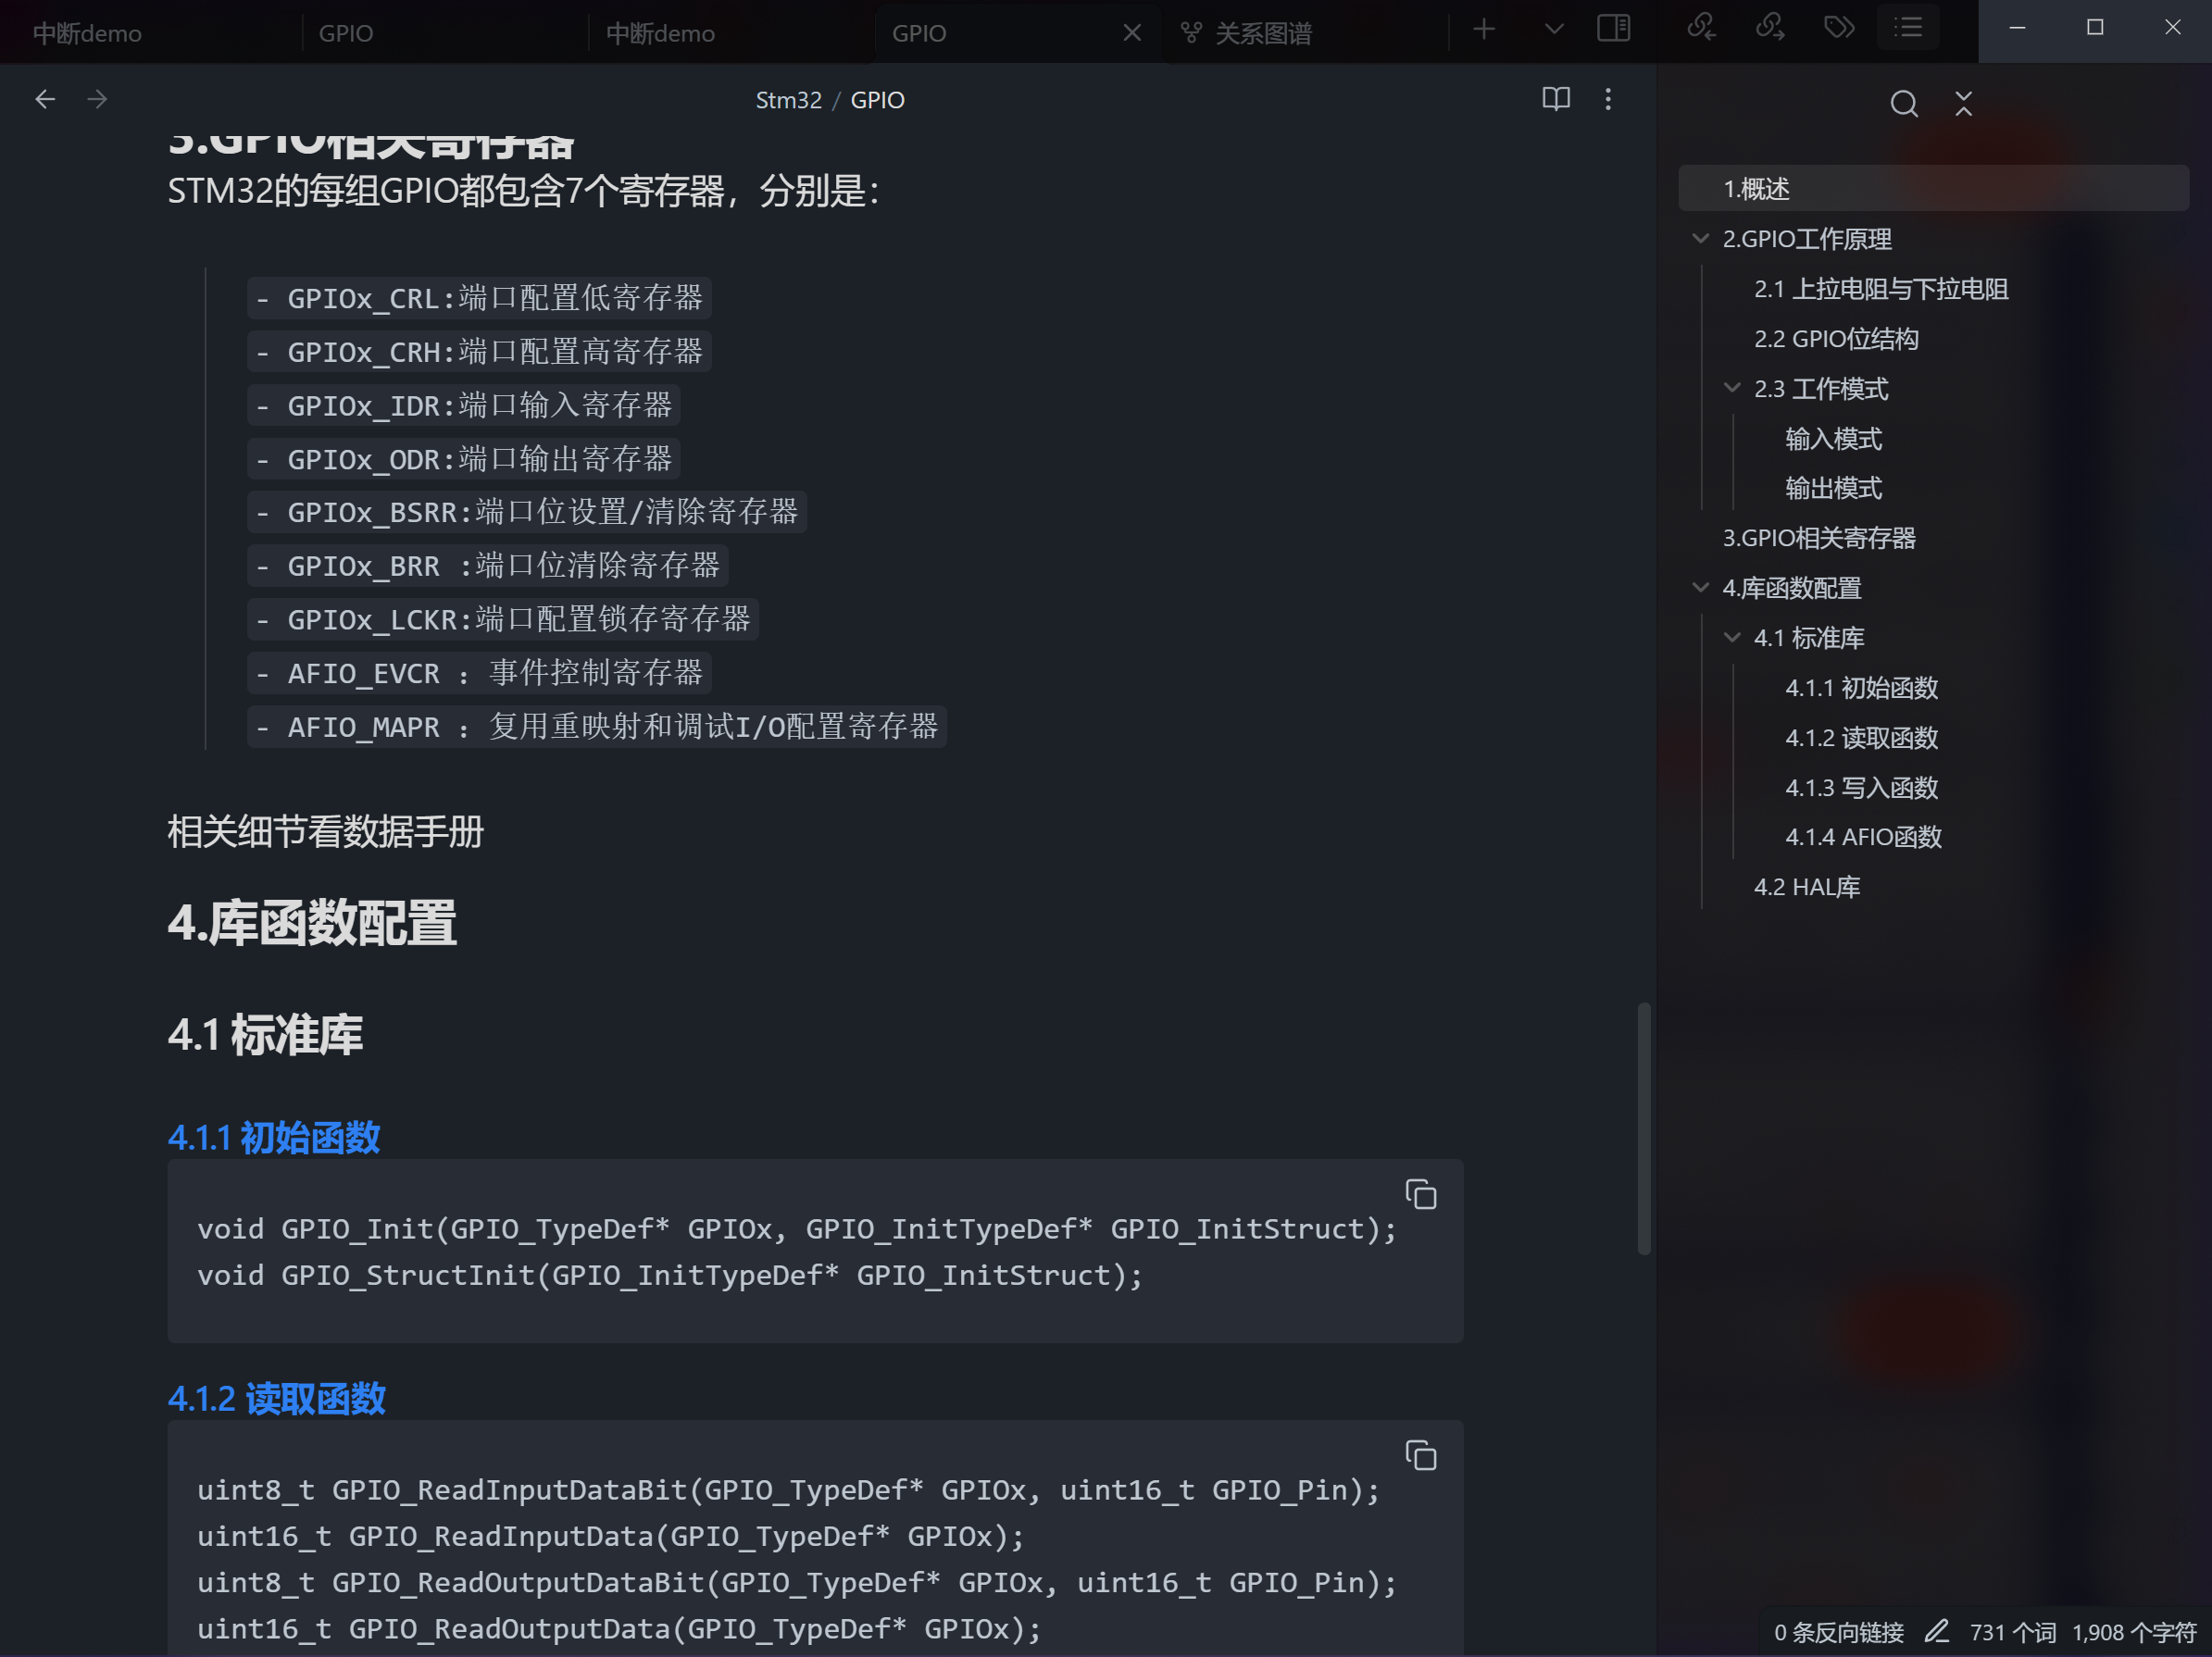 中断demo
GPIO
中断demo
GPIO
关系图谱
Stm32 / GPIO
3.GPIO相关寄存器
STM32的每组GPIO都包含7个寄存器，分别是：
- GPIOx_CRL:端口配置低寄存器
- GPIOx_CRH:端口配置高寄存器
- GPIOx_IDR:端口输入寄存器
- GPIOx_ODR:端口输出寄存器
- GPIOx_BSRR:端口位设置/清除寄存器
- GPIOx_BRR :端口位清除寄存器
- GPIOx_LCKR:端口配置锁存寄存器
- AFIO_EVCR ：事件控制寄存器
- AFIO_MAPR ：复用重映射和调试I/O配置寄存器
相关细节看数据手册
4.库函数配置
4.1 标准库
4.1.1 初始函数
void GPIO_Init(GPIO_TypeDef* GPIOx, GPIO_InitTypeDef* GPIO_InitStruct);
void GPIO_StructInit(GPIO_InitTypeDef* GPIO_InitStruct);
4.1.2 读取函数
uint8_t GPIO_ReadInputDataBit(GPIO_TypeDef* GPIOx, uint16_t GPIO_Pin);
uint16_t GPIO_ReadInputData(GPIO_TypeDef* GPIOx);
uint8_t GPIO_ReadOutputDataBit(GPIO_TypeDef* GPIOx, uint16_t GPIO_Pin);
uint16_t GPIO_ReadOutputData(GPIO_TypeDef* GPIOx);
1.概述
2.GPIO工作原理
2.1 上拉电阻与下拉电阻
2.2 GPIO位结构
2.3 工作模式
输入模式
输出模式
3.GPIO相关寄存器
4.库函数配置
4.1 标准库
4.1.1 初始函数
4.1.2 读取函数
4.1.3 写入函数
4.1.4 AFIO函数
4.2 HAL库
0 条反向链接 731 个词 1,908 个字符